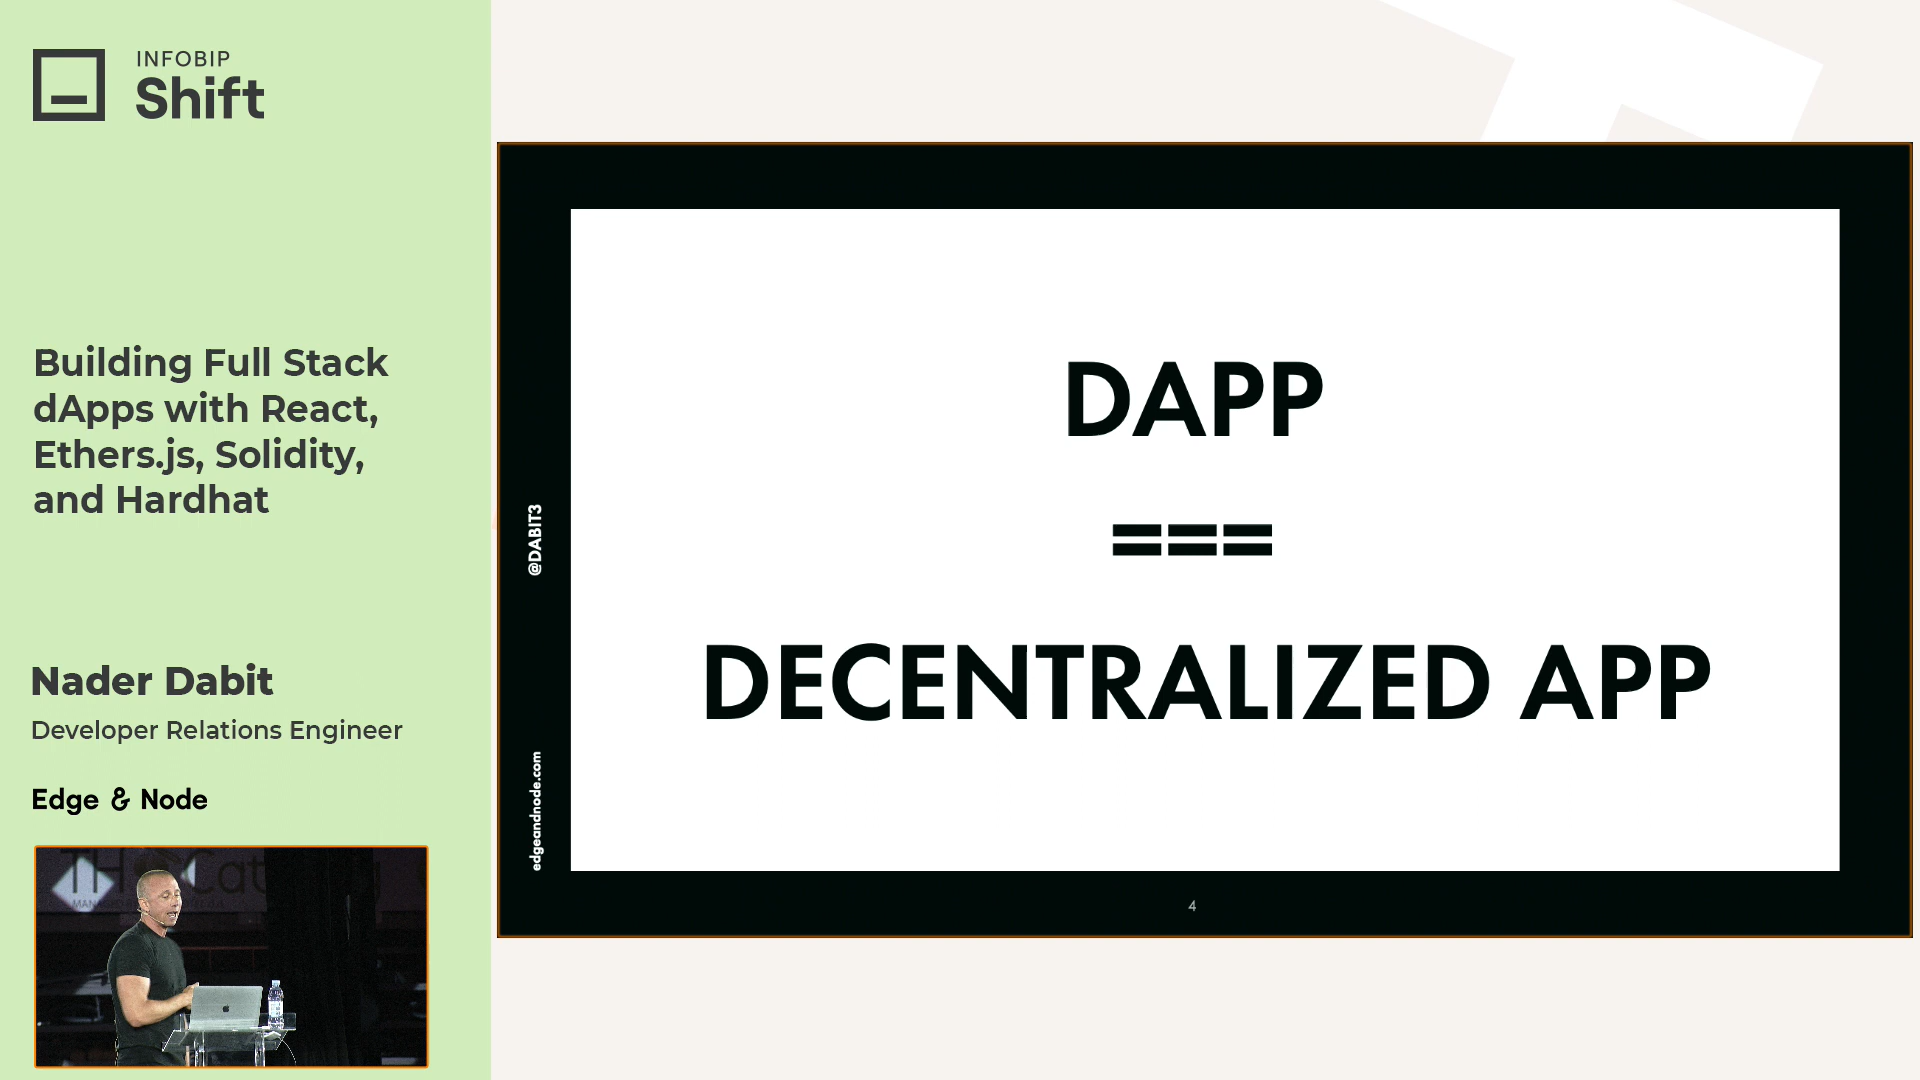 INFOBIP
Shift
Building Full Stack
dApps with React,
Ethers.js, Solidity,
and Hardhat
Nader Dabit
Developer Relations Engineer
Edge & Node
@DABIT3
edgeandnode.com
DAPP
===
DECENTRALIZED APP
4